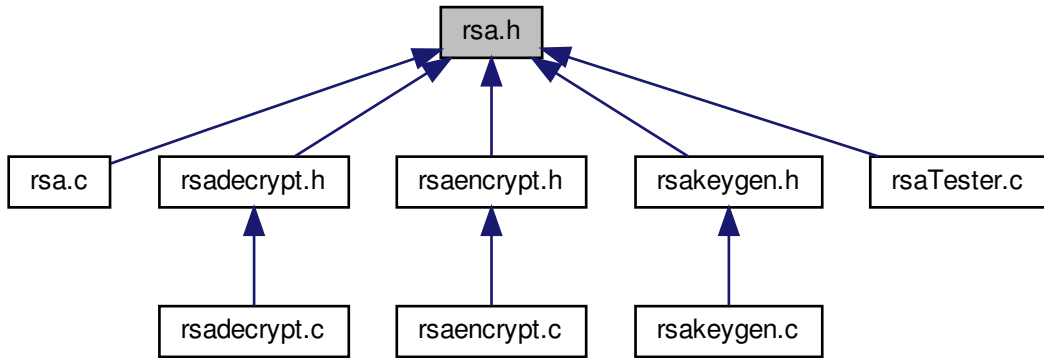 rsa.h
rsa.c
rsadecrypt.h
rsaencrypt.h
rsakeygen.h
rsaTester.c
rsadecrypt.c
rsaencrypt.c
rsakeygen.c